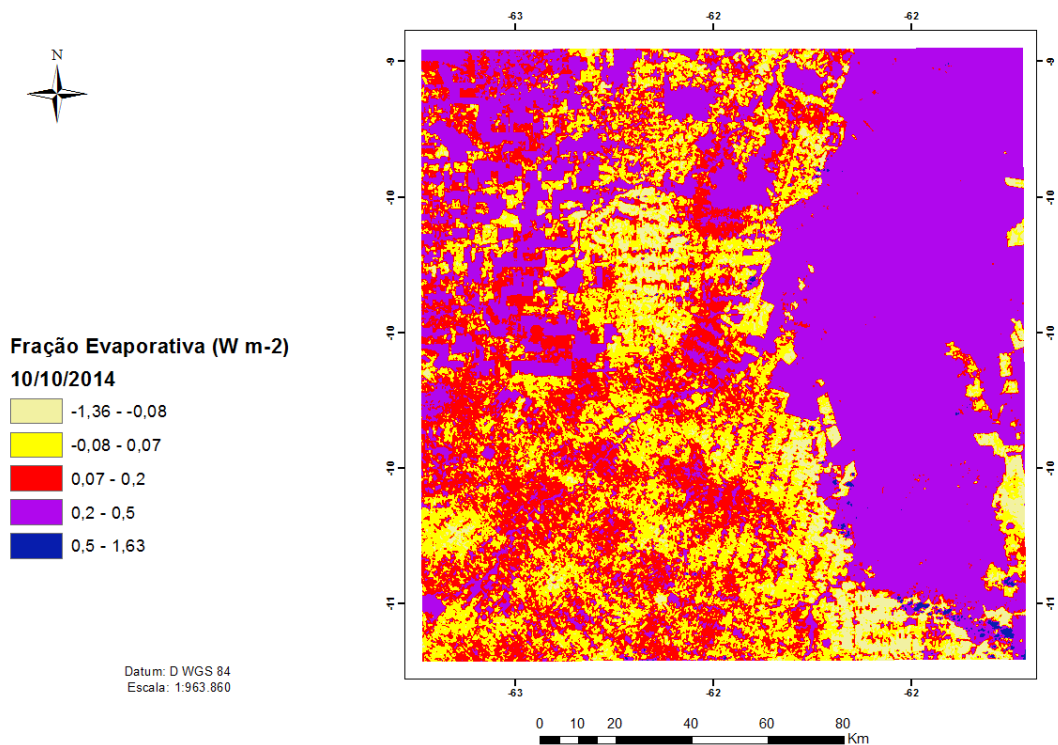 -63 -62 -62
N
-9 -9
-10 -10
-10 -10
Fração Evaporativa (W m-2)
10/10/2014
-1,36 - -0,08
-0,08 - 0,07
0,07 - 0,2
0,2 - 0,5
0,5 - 1,63
-10 -10
-11 -11
Datum: D WGS 84
Escala: 1:963.860
-63 -62 -62
0 10 20 40 60 80
Km